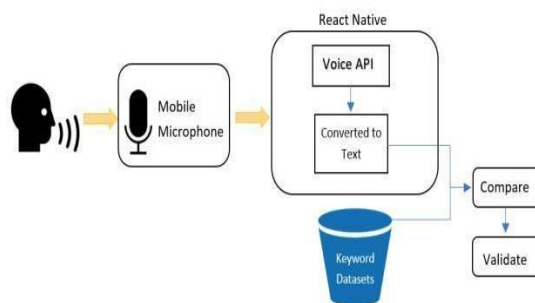 React Native
Voice API
Mobile
Microphone
Converted to
Text
Compare
Keyword
Datasets
Validate